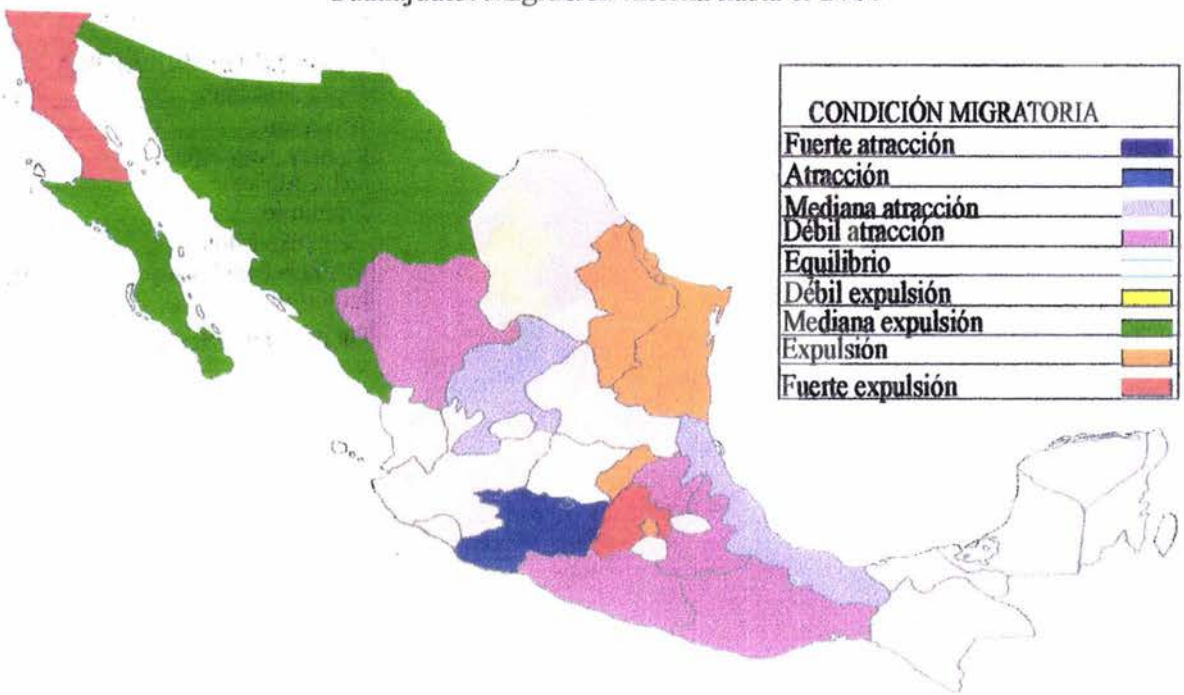 CONDICIÓN MIGRATORIA
Fuerte atracción
Atracción
Mediana atracción
Débil atracción
Equilibrio
Débil expulsión
Mediana expulsión
Expulsión
Fuerte expulsión